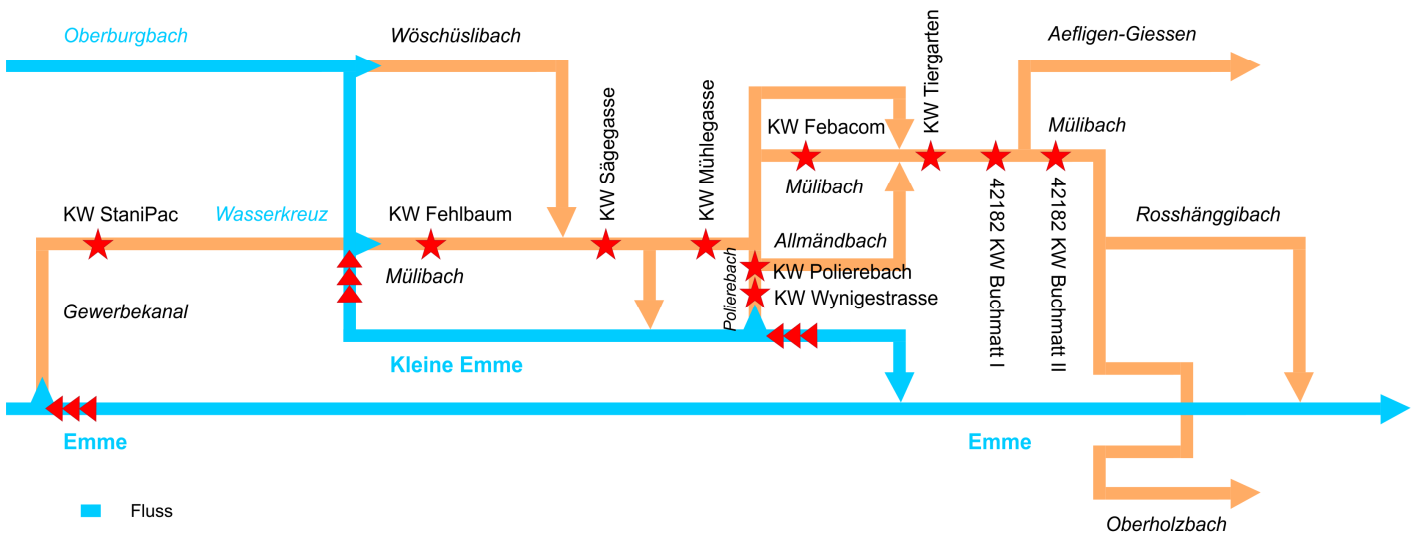 Oberburgbach
Wöschüslibach
Aefligen-Giessen
KW Tiergarten
KW Sägegasse
KW Mühlegasse
KW Febacom
Mülibach
Mülibach
KW StaniPac
Wasserkreuz
KW Fehlbaum
Rosshänggibach
Allmändbach
Mülibach
KW Polierebach
KW Wynigestrasse
Polierebach
42182 KW Buchmatt I
42182 KW Buchmatt II
Gewerbekanal
Kleine Emme
Emme
Emme
Fluss
Oberholzbach